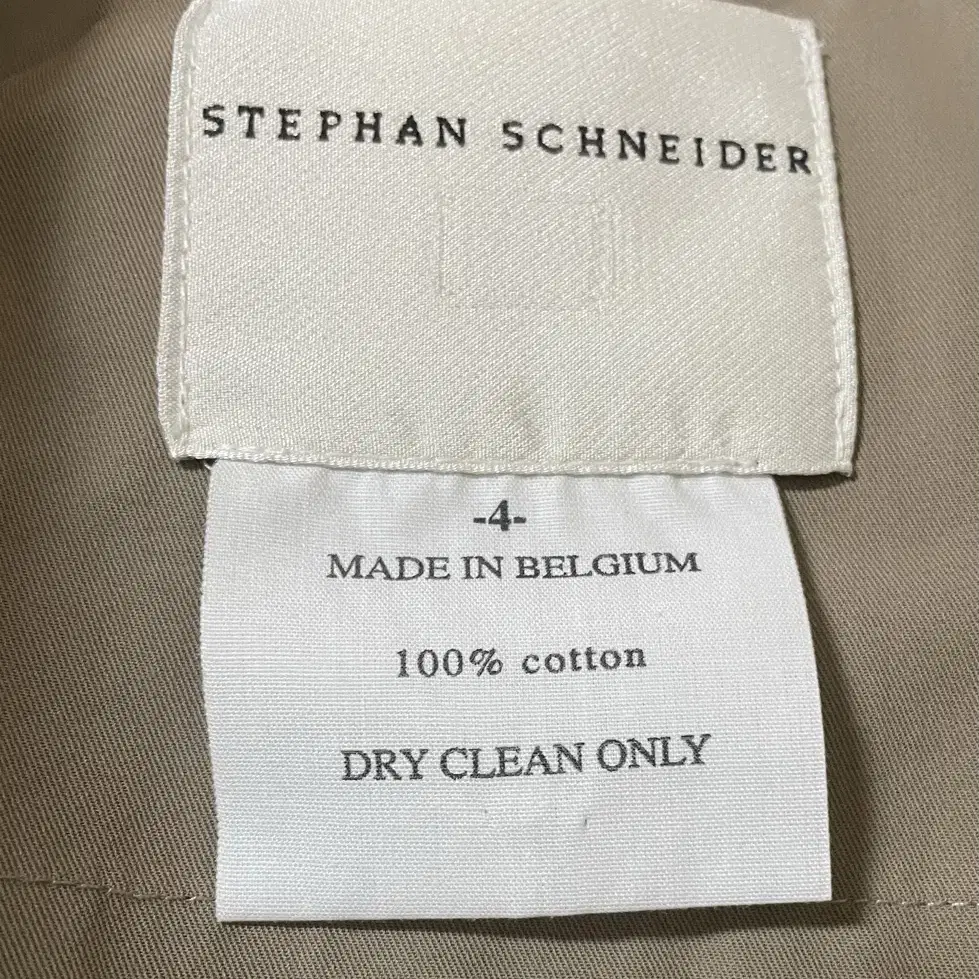 STEPHAN SCHNEIDER
-4-
MADE IN BELGIUM
100% cotton
DRY CLEAN ONLY